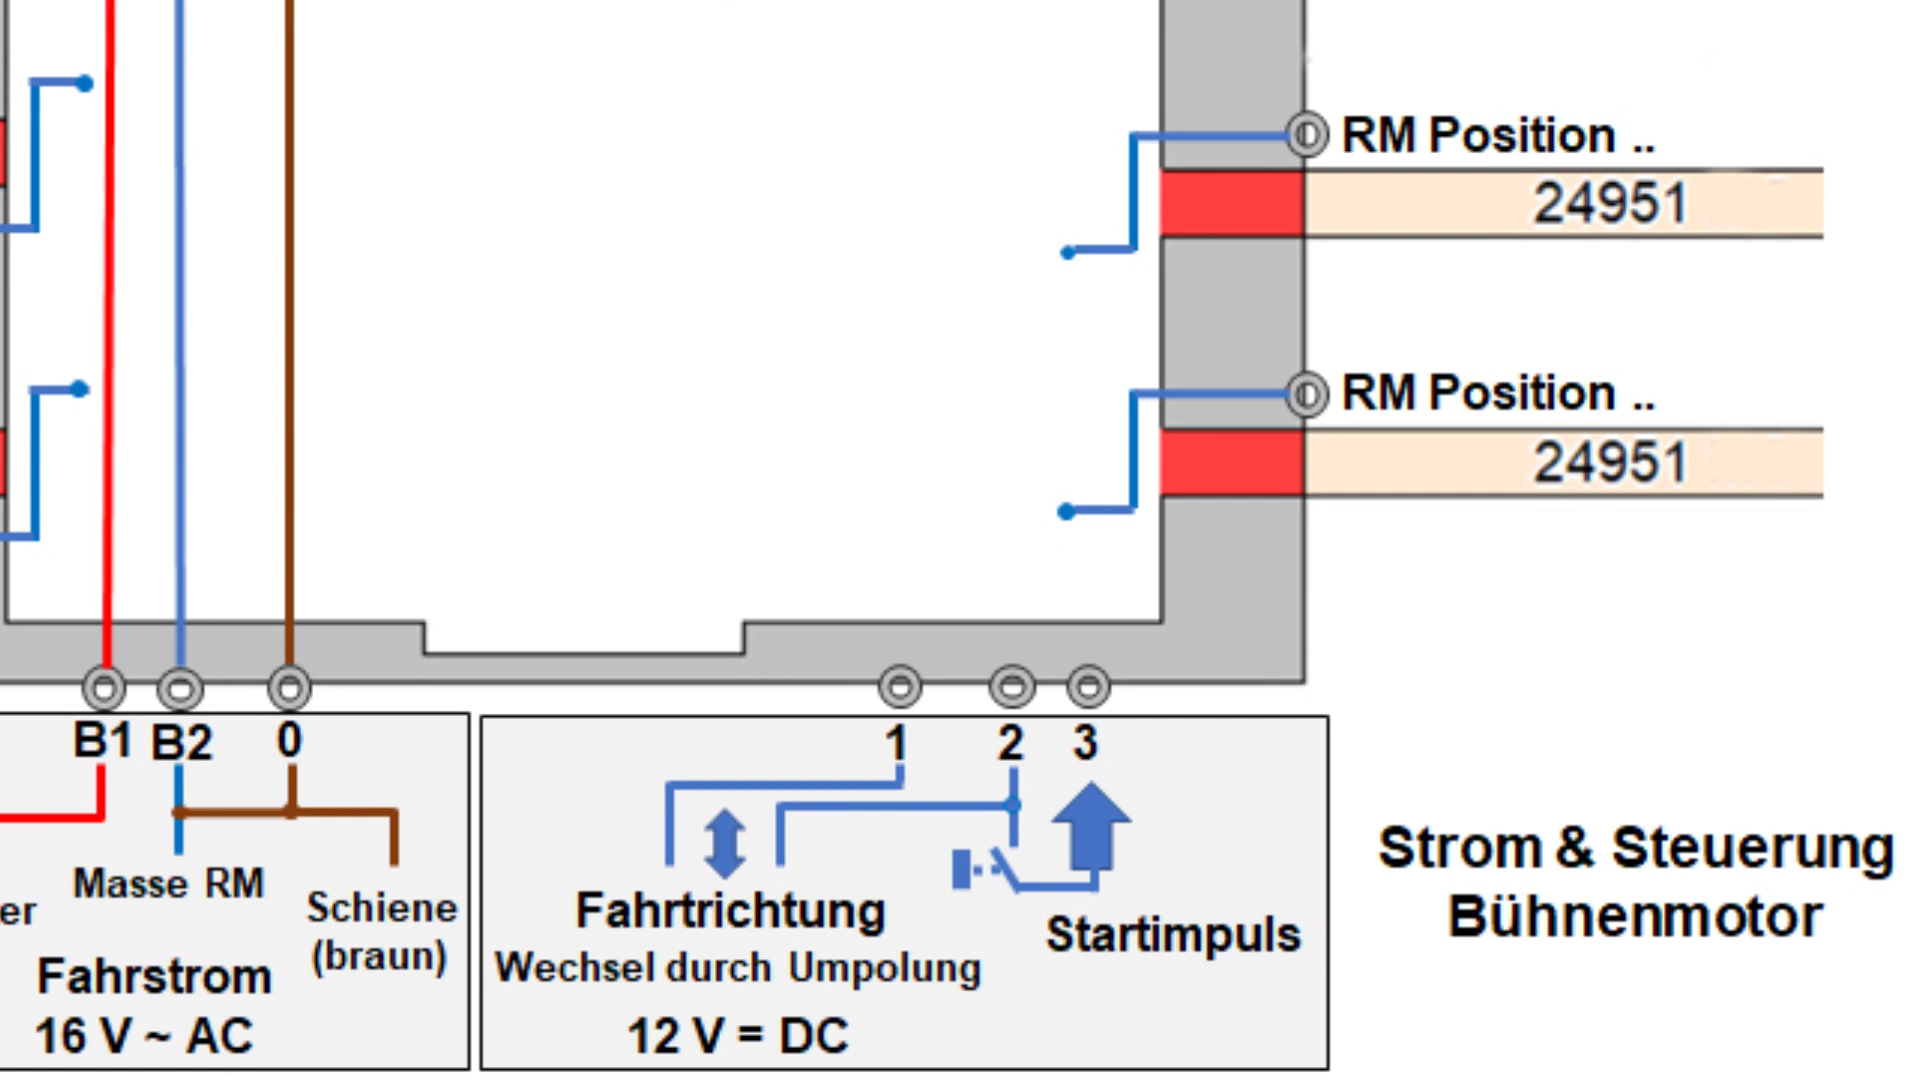 RM Position ..
24951
RM Position ..
24951
B1 B2 0
Masse RM
er
Schiene
(braun)
Fahrstrom
16 V ~ AC
1 2 3
Fahrtrichtung
Wechsel durch Umpolung
Startimpuls
12 V = DC
Strom & Steuerung
Bühnenmotor